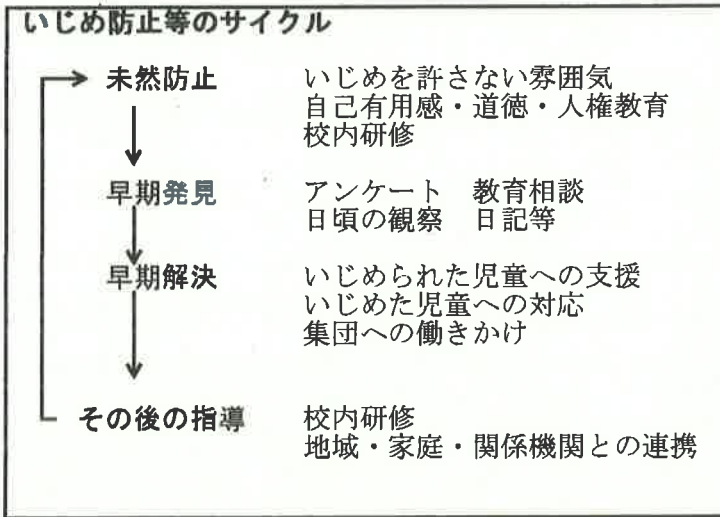 いじめ防止等のサイクル
未然防止 いじめを許さない雰囲気
自己有用感・道徳・人権教育
校内研修
早期発見 アンケート 教育相談
日頃の観察 日記等
早期解決 いじめられた児童への支援
いじめた児童への対応
集団への働きかけ
その後の指導 校内研修
地域・家庭・関係機関との連携